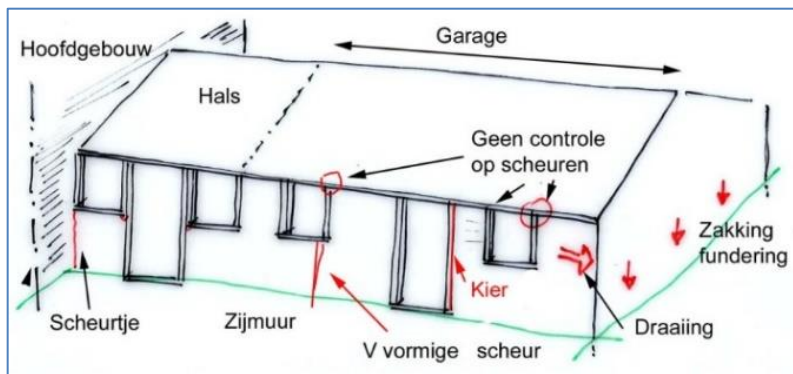 Garage
Hoofdgebouw
Hals
Geen controle
op scheuren
Zakking
fundering
Kier
Scheurtje
Zijmuur
Draaiing
V vormige scheur